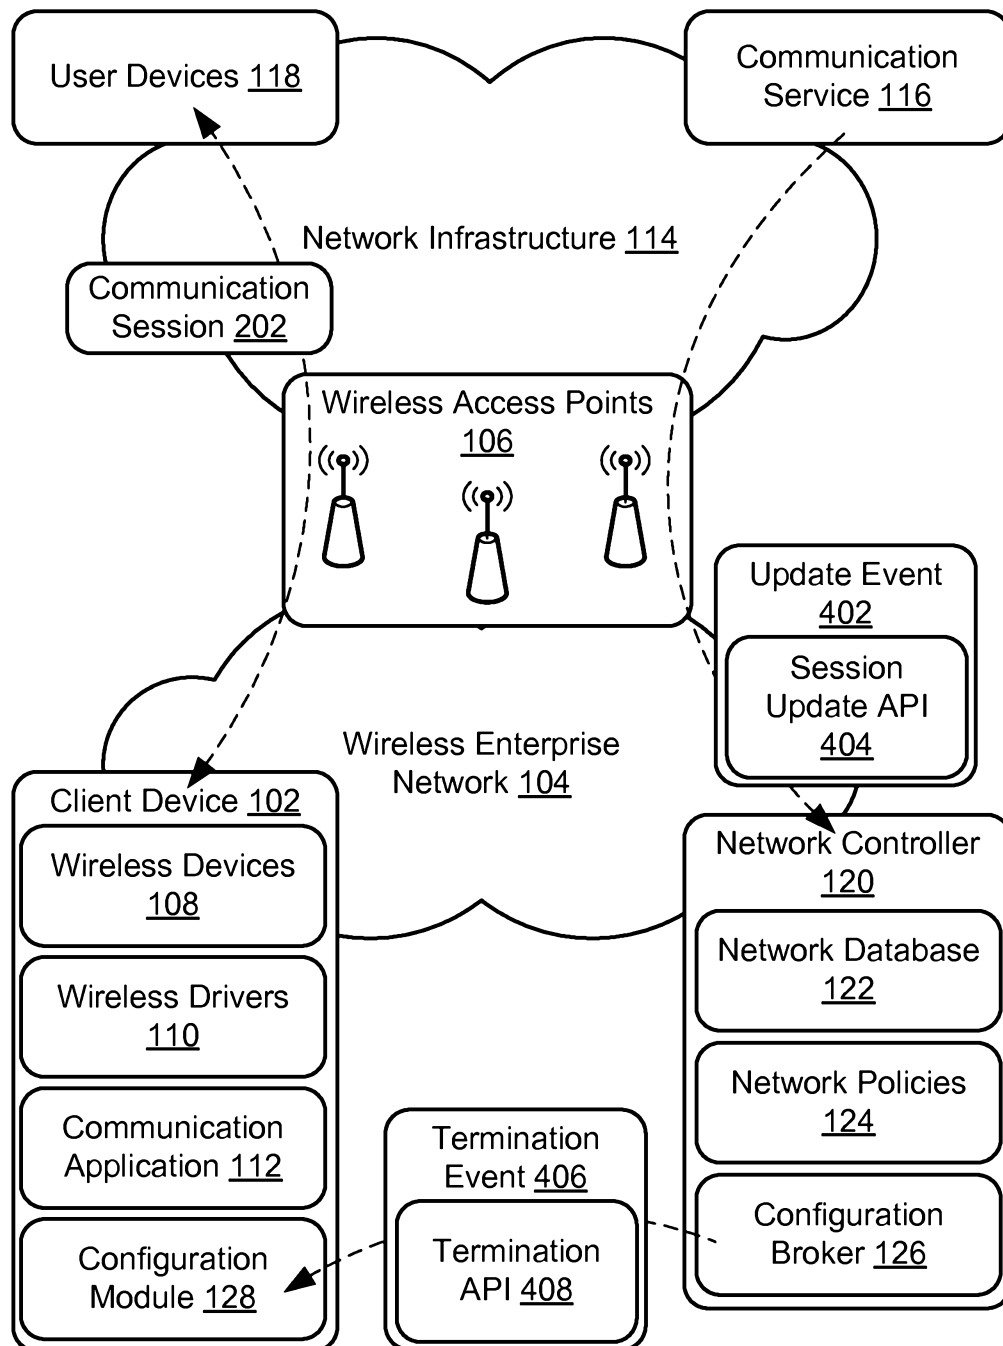 User Devices 118
Communication
Service 116
Network Infrastructure 114
Communication
Session 202
Wireless Access Points
106
Update Event
402
Session
Update API
404
Wireless Enterprise
Network 104
Client Device 102
Wireless Devices
108
Wireless Drivers
110
Communication
Application 112
Configuration
Module 128
Network Controller
120
Network Database
122
Network Policies
124
Configuration
Broker 126
Termination
Event 406
Termination
API 408